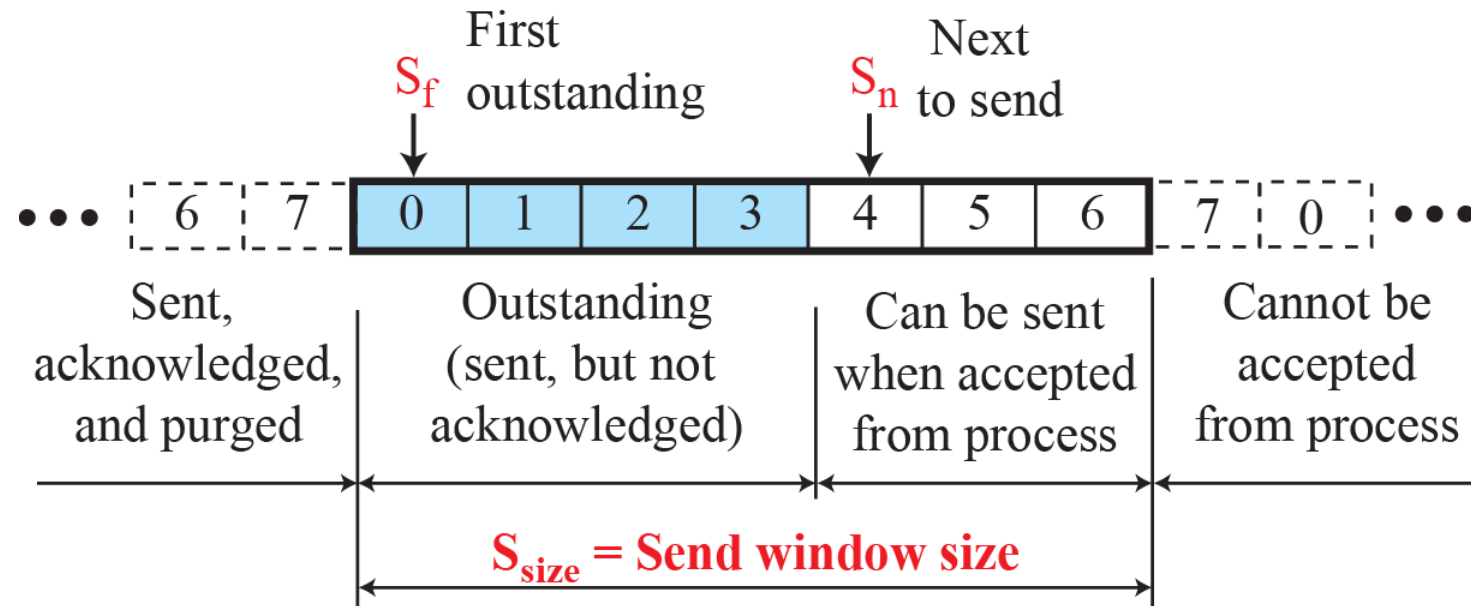 First
outstanding
S_f
Next
to send
S_n
••• 6 7 0 1 2 3 4 5 6 7 0 •••
Sent,
acknowledged,
and purged
Outstanding
(sent, but not
acknowledged)
Can be sent
when accepted
from process
Cannot be
accepted
from process
S_size = Send window size